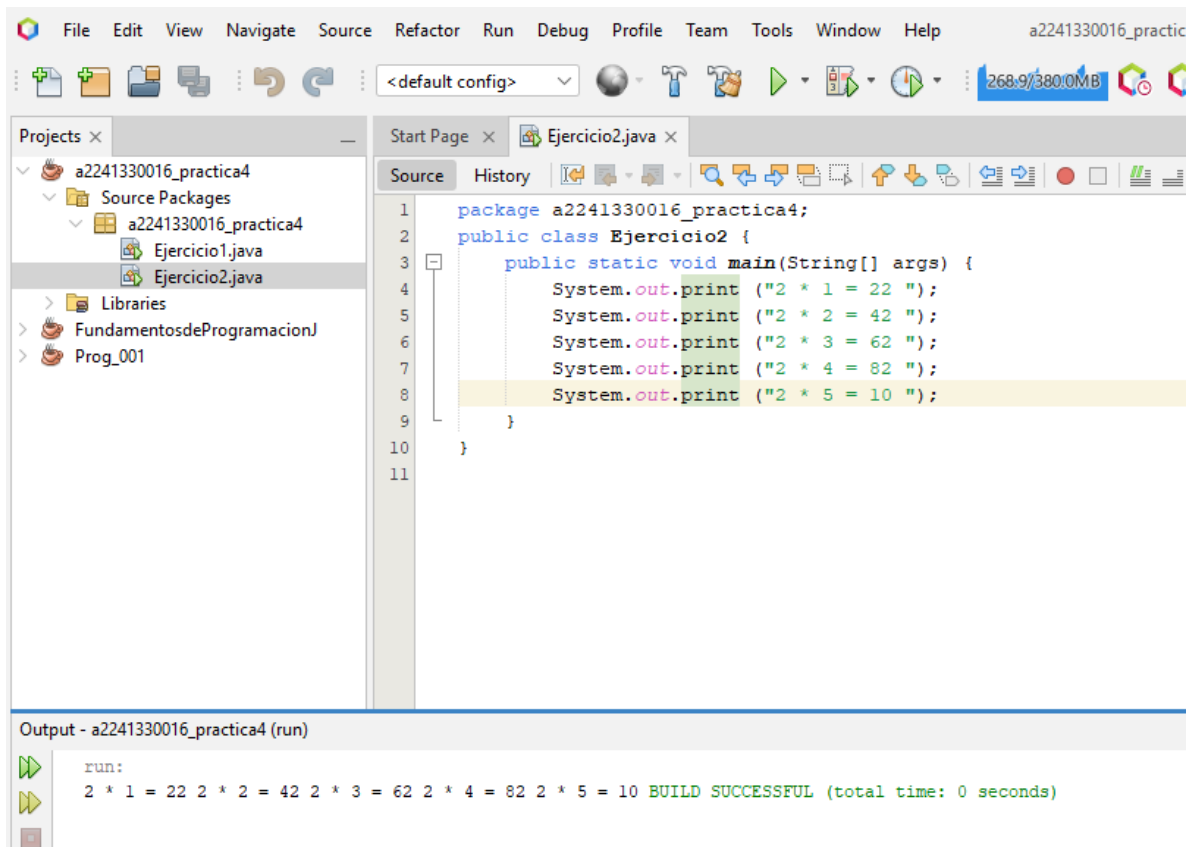 File Edit View Navigate Source Refactor Run Debug Profile Team Tools Window Help a2241330016_practic
<default config> 268.9/380.0MB
Projects
Start Page Ejercicio2.java
a2241330016_practica4
Source Packages
a2241330016_practica4
Ejercicio1.java
Ejercicio2.java
Libraries
FundamentosdeProgramacionJ
Prog_001
Source History
1 package a2241330016_practica4;
2 public class Ejercicio2 {
3 public static void main(String[] args) {
4 System.out.print ("2 * 1 = 22 ");
5 System.out.print ("2 * 2 = 42 ");
6 System.out.print ("2 * 3 = 62 ");
7 System.out.print ("2 * 4 = 82 ");
8 System.out.print ("2 * 5 = 10 ");
9 }
10 }
11
Output - a2241330016_practica4 (run)
run:
2 * 1 = 22 2 * 2 = 42 2 * 3 = 62 2 * 4 = 82 2 * 5 = 10 BUILD SUCCESSFUL (total time: 0 seconds)